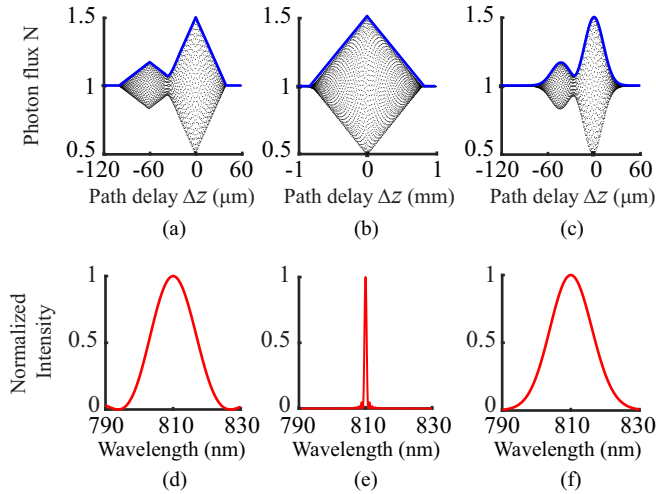 Photon flux N
1.5
1
0.5
-120 -60 0 60
Path delay Δz (μm)
(a)
1.5
1
0.5
-1 0 1
Path delay Δz (mm)
(b)
1.5
1
0.5
-120 -60 0 60
Path delay Δz (μm)
(c)
Normalized
Intensity
1
0.5
0
790 810 830
Wavelength (nm)
(d)
1
0.5
0
790 810 830
Wavelength (nm)
(e)
1
0.5
0
790 810 830
Wavelength (nm)
(f)